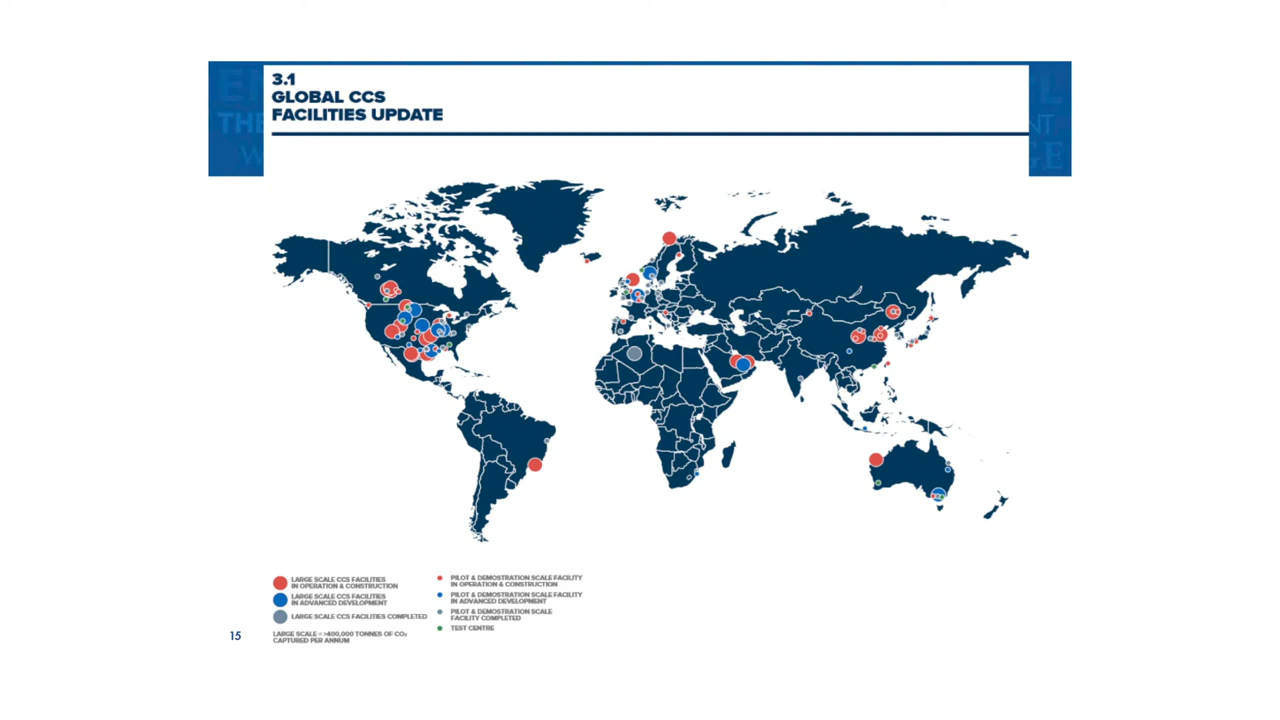 3.1
GLOBAL CCS
FACILITIES UPDATE
LARGE SCALE CCS FACILITIES
IN OPERATION & CONSTRUCTION
LARGE SCALE CCS FACILITIES
IN ADVANCED DEVELOPMENT
LARGE SCALE CCS FACILITIES COMPLETED
LARGE SCALE = >400,000 TONNES OF CO₂
CAPTURED PER ANNUM
PILOT & DEMOSTRATION SCALE FACILITY
IN OPERATION & CONSTRUCTION
PILOT & DEMOSTRATION SCALE FACILITY
IN ADVANCED DEVELOPMENT
PILOT & DEMOSTRATION SCALE
FACILITY COMPLETED
TEST CENTRE
15